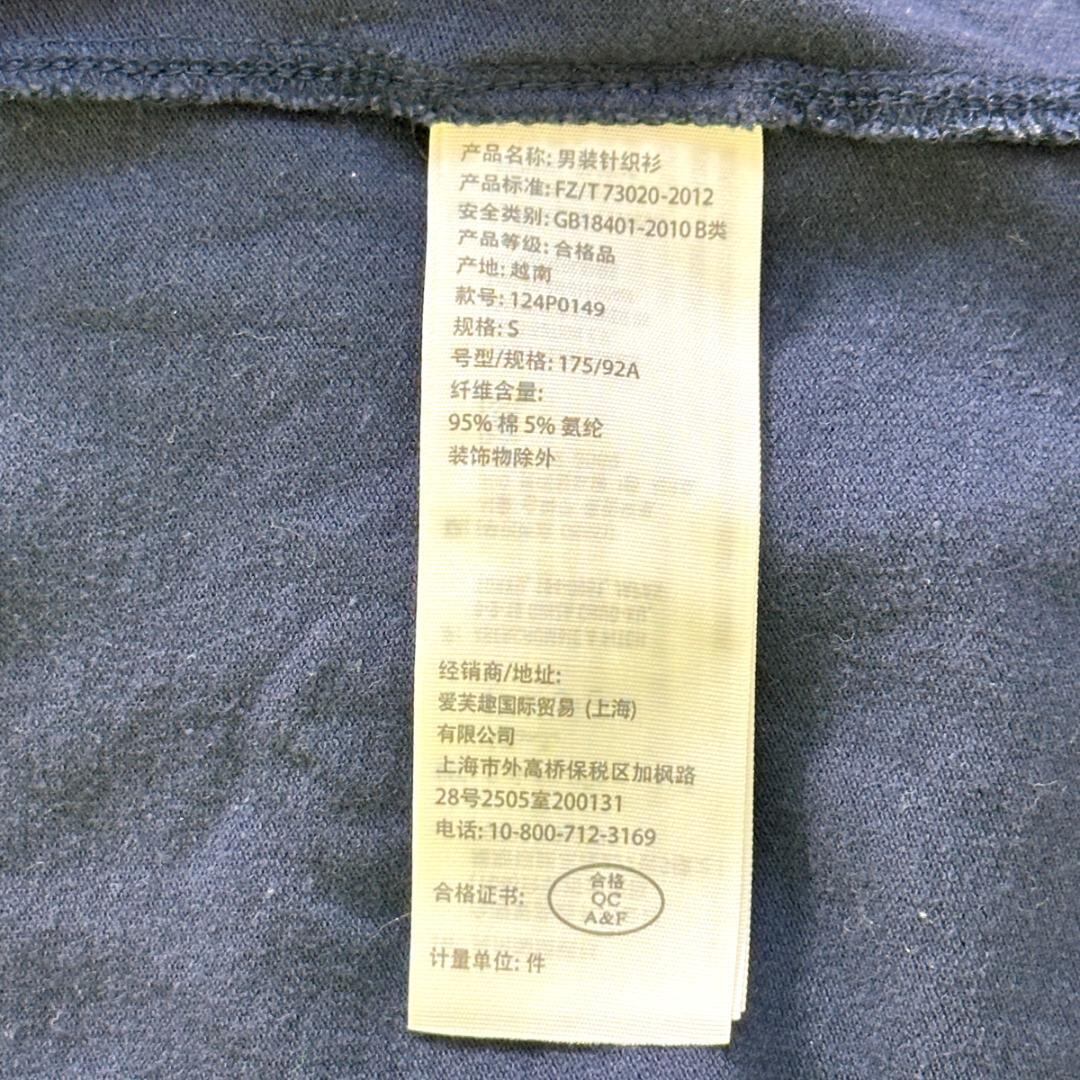 产品名称: 男装针织衫
产品标准: FZ/T 73020-2012
安全类别: GB18401-2010 B类
产品等级: 合格品
产地: 越南
款号: 124P0149
规格: S
号型/规格: 175/92A
纤维含量:
95% 棉 5% 氨纶
装饰物除外
经销商/地址:
爱芙趣国际贸易 (上海)
有限公司
上海市外高桥保税区加枫路
28号2505室200131
电话: 10-800-712-3169
合格证书:
合格
QC
A&F
计量单位: 件